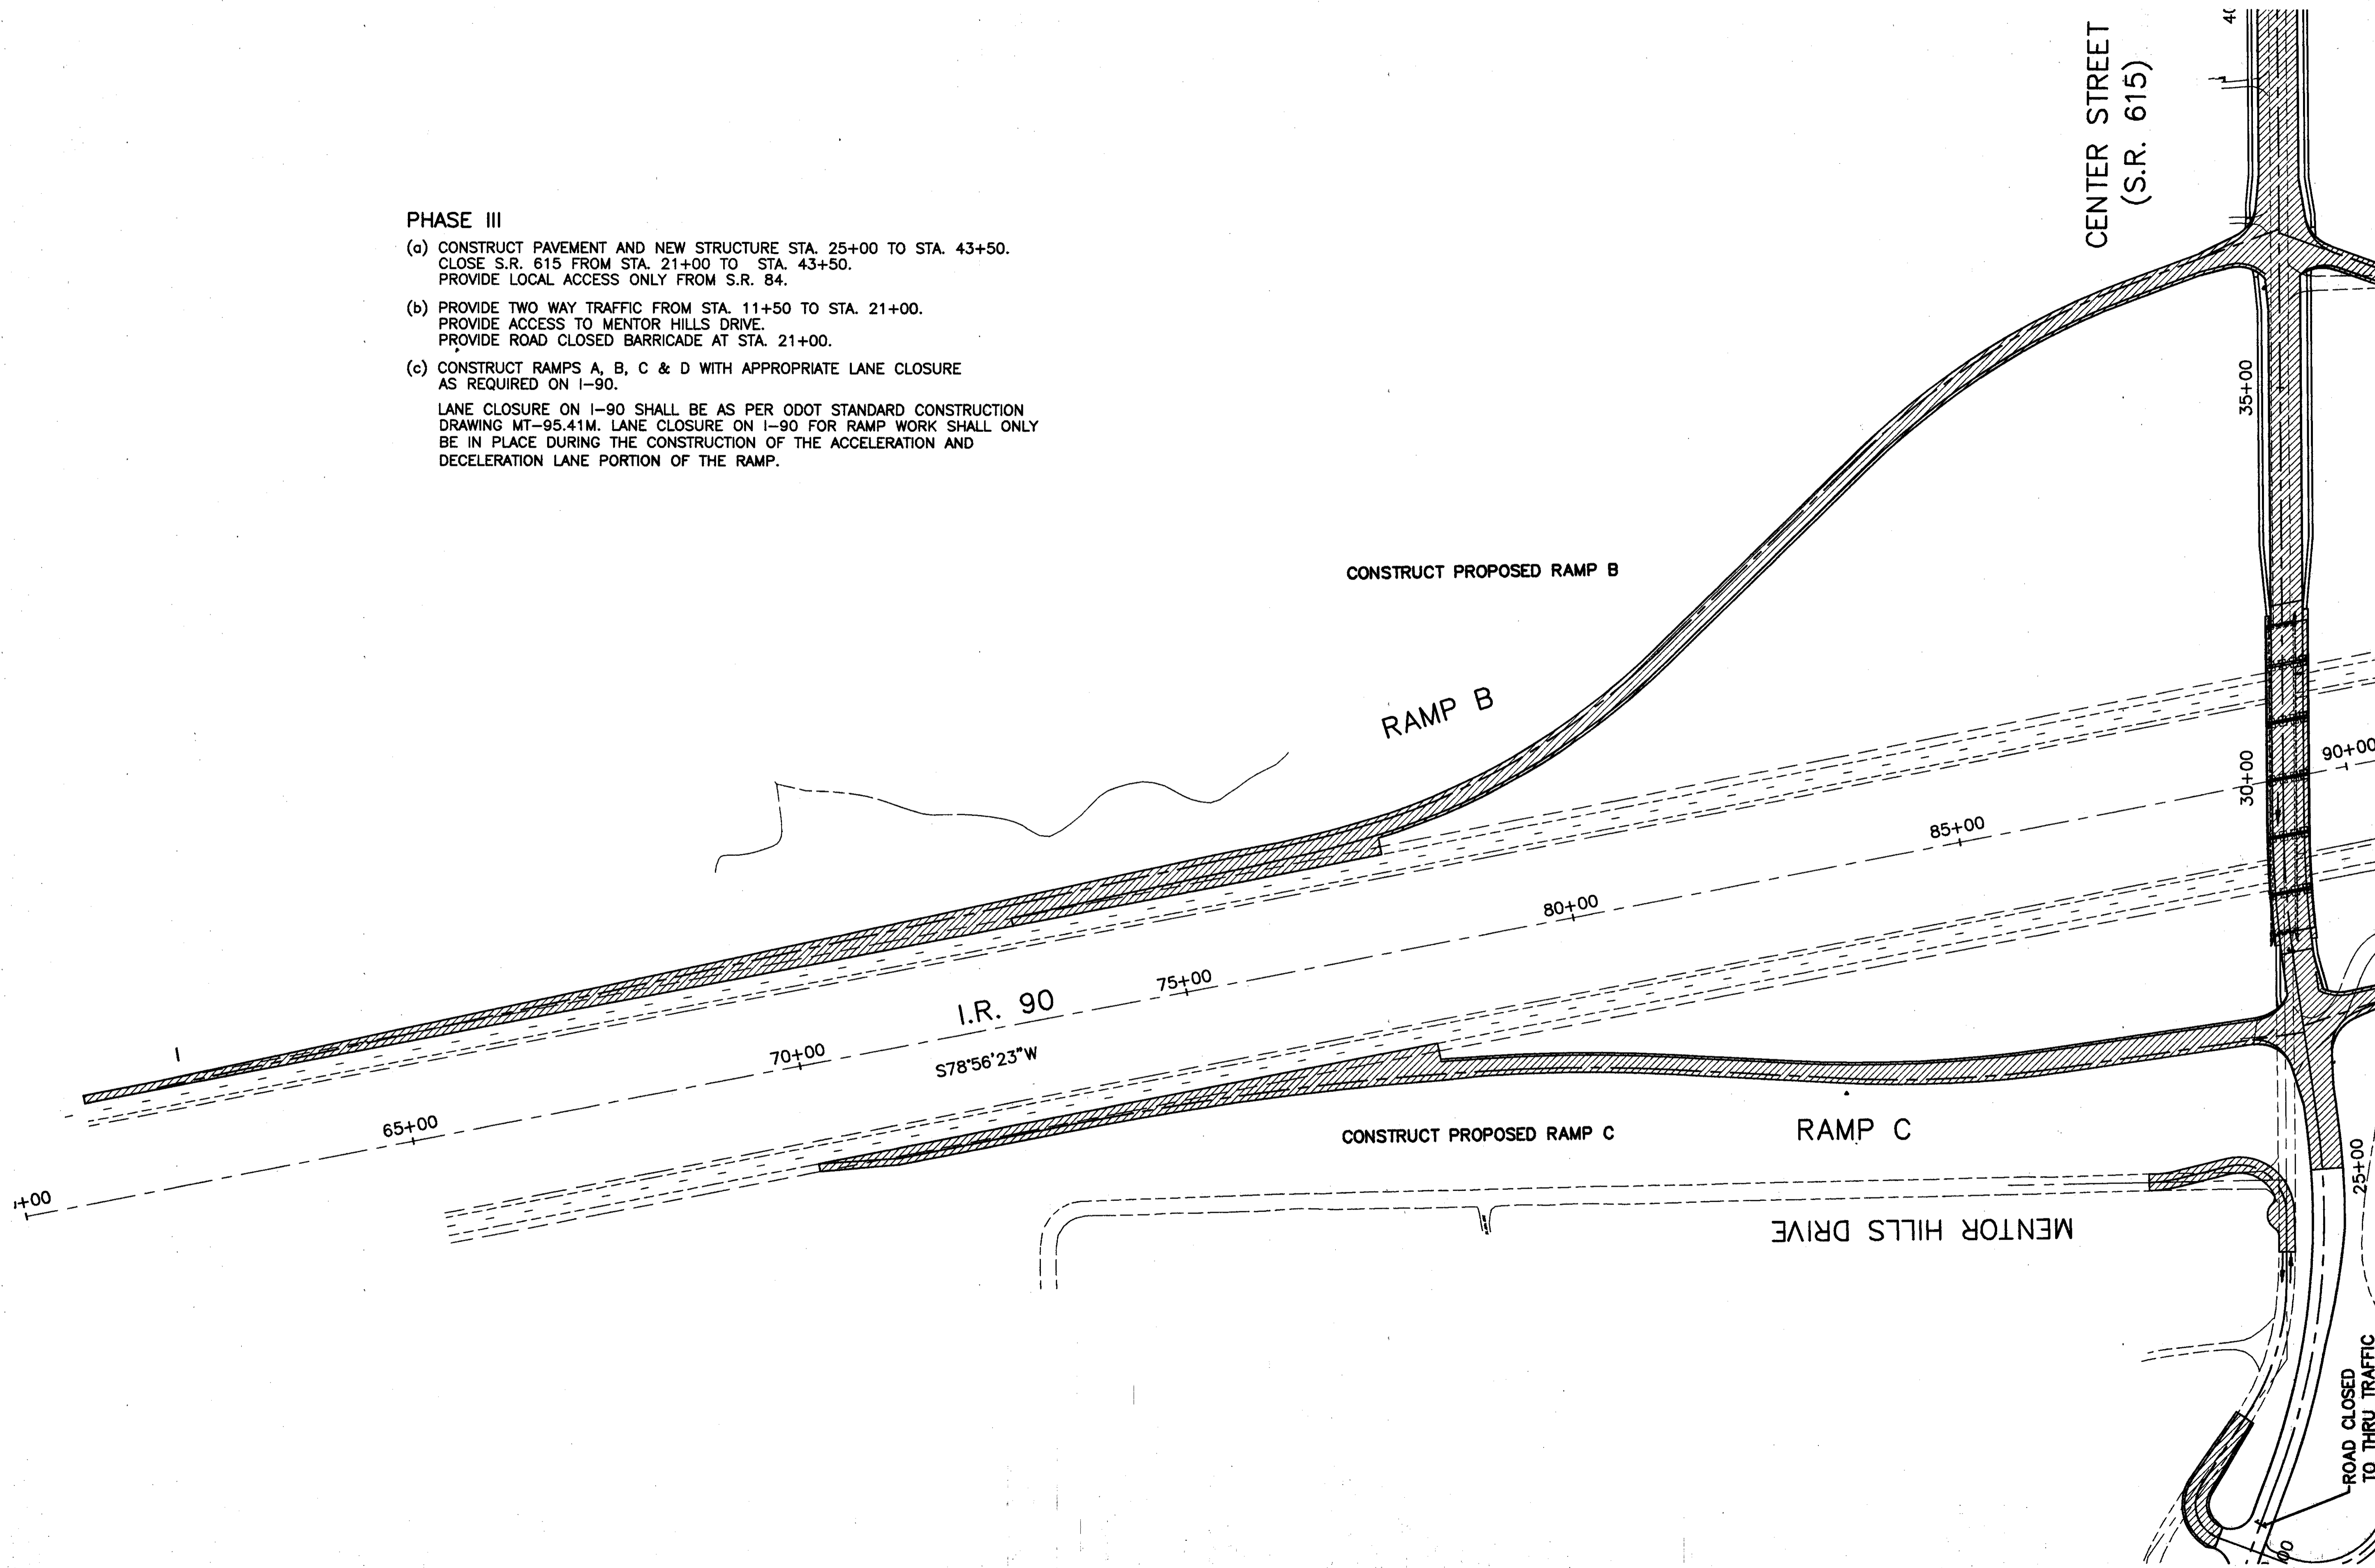 PHASE III
(a) CONSTRUCT PAVEMENT AND NEW STRUCTURE STA. 25+00 TO STA. 43+50.
CLOSE S.R. 615 FROM STA. 21+00 TO STA. 43+50.
PROVIDE LOCAL ACCESS ONLY FROM S.R. 84.
(b) PROVIDE TWO WAY TRAFFIC FROM STA. 11+50 TO STA. 21+00.
PROVIDE ACCESS TO MENTOR HILLS DRIVE.
PROVIDE ROAD CLOSED BARRICADE AT STA. 21+00.
(c) CONSTRUCT RAMPS A, B, C & D WITH APPROPRIATE LANE CLOSURE
AS REQUIRED ON I-90.
LANE CLOSURE ON I-90 SHALL BE AS PER ODOT STANDARD CONSTRUCTION
DRAWING MT-95.41M. LANE CLOSURE ON I-90 FOR RAMP WORK SHALL ONLY
BE IN PLACE DURING THE CONSTRUCTION OF THE ACCELERATION AND
DECELERATION LANE PORTION OF THE RAMP.
CENTER STREET
(S.R. 615)
35+00
CONSTRUCT PROPOSED RAMP B
RAMP B
30+00
90+00
85+00
80+00
75+00
I.R. 90
70+00
S78°56'23"W
65+00
+00
CONSTRUCT PROPOSED RAMP C
RAMP C
25+00
MENTOR HILLS DRIVE
ROAD CLOSED
TO THRU TRAFFIC